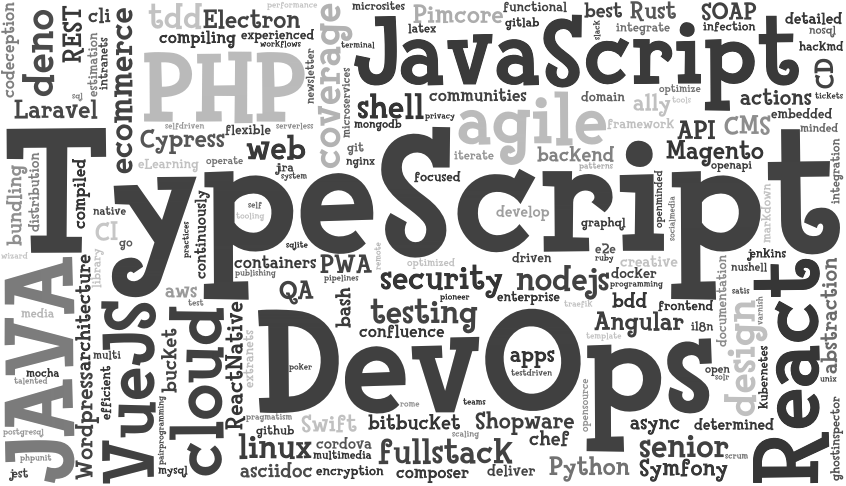 codeception
deno
REST
cli
estimation
intranets
sql
ecommerce
tdd
Electron
performance
compiling
experienced
workflows
microsites
Pimcore
functional
latex
gitlab
slack
best
Rust
integrate
SOAP
infection
detailed
nosql
hackmd
Laravel
PHP
newsletter
coverage
terminal
microservices
JavaScript
CD
optimize
tickets
selfdriven
serverless
flexible
Cypress
web
eLearning
operate
jra
system
git
nginx
mongodb
shell
privacy
communities
agile
domain
framework
ally
tools
actions
embedded
minded
API
CMS
Magento
openapi
integration
iterate
backend
patterns
bundling
distribution
compiled
TypeScript
focused
native
CI
go
library
wizard
practices
continuously
self
tooling
sqlite
develop
graphql
openminded
socialmedia
markdown
containers
publishing
PWA
pipelines
remote
optimized
driven
e2e
ruby
creative
jenkins
nushell
JAVA
media
Wordpress
architecture
aws
test
QA
bash
security
pioneer
nodejs
enterprise
docker
programming
bdd
frontend
documentation
satis
varnish
abstraction
testing
confluence
traefik
Angular
i18n
template
design
React
mocha
talented
multi
efficient
VueJS
bucket
cloud
ReactNative
extranets
poker
DevOps
apps
testdriven
open
solr
kubernetes
unix
postgresql
phpunit
jest
pairprogramming
mysql
pragmatism
github
Swift
rome
teams
bitbucket
scaling
Shopware
chef
opensource
async
determined
ghostinspector
linux
cordova
multimedia
fullstack
senior
scrum
asciidoc
encryption
composer
deliver
Python
Symfony